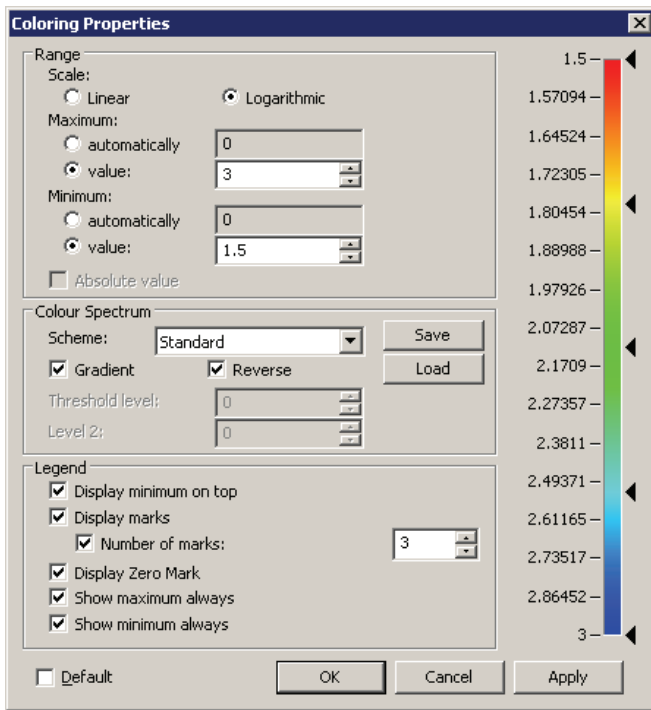 Coloring Properties
Range
Scale:
Linear
Logarithmic
Maximum:
automatically
0
value:
3
Minimum:
automatically
0
value:
1.5
Absolute value
Colour Spectrum
Scheme:
Standard
Save
Gradient
Reverse
Load
Threshold level:
0
Level 2:
0
Legend
Display minimum on top
Display marks
Number of marks:
3
Display Zero Mark
Show maximum always
Show minimum always
Default
OK
Cancel
Apply
1.5
1.57094
1.64524
1.72305
1.80454
1.88988
1.97926
2.07287
2.1709
2.27357
2.3811
2.49371
2.61165
2.73517
2.86452
3